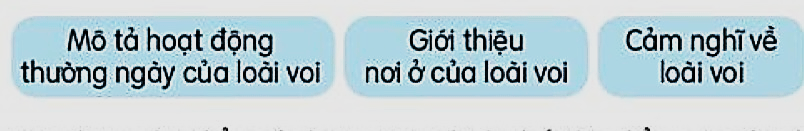 Mô tả hoạt động
thường ngày của loài voi
Giới thiệu
nơi ở của loài voi
Cảm nghĩ về
loài voi